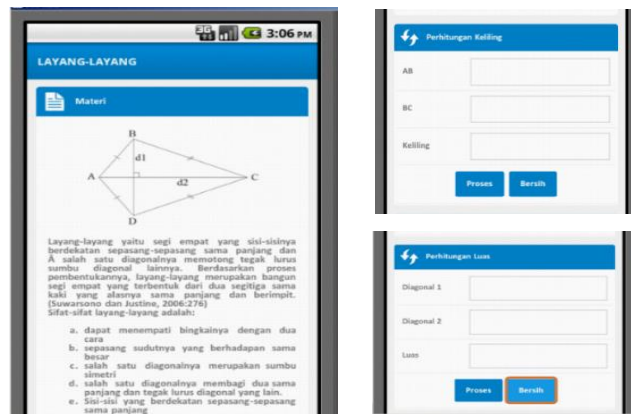 3G
3:06 PM
LAYANG-LAYANG
Materi
B
d1
A
d2
C
D
Layang-layang yaitu segi empat yang sisi-sisinya
berdekatan sepasang-sepasang sama panjang dan
Â salah satu diagonalnya memotong tegak lurus
sumbu diagonal lainnya. Berdasarkan proses
pembentukannya, layang-layang merupakan bangun
segi empat yang terbentuk dari dua segitiga sama
kaki yang alasnya sama panjang dan berimpit.
(Suwarsono dan Justine, 2006:276)
Sifat-sifat layang-layang adalah:
a. dapat menempati bingkainya dengan dua
cara
b. sepasang sudutnya yang berhadapan sama
besar
c. salah satu diagonalnya merupakan sumbu
simetri
d. salah satu diagonalnya membagi dua sama
panjang dan tegak lurus diagonal yang lain.
e. Sisi-sisi yang berdekatan sepasang-sepasang
sama panjang
Perhitungan Keliling
AB
BC
Keliling
Proses Bersih
Perhitungan Luas
Diagonal 1
Diagonal 2
Luas
Proses Bersih